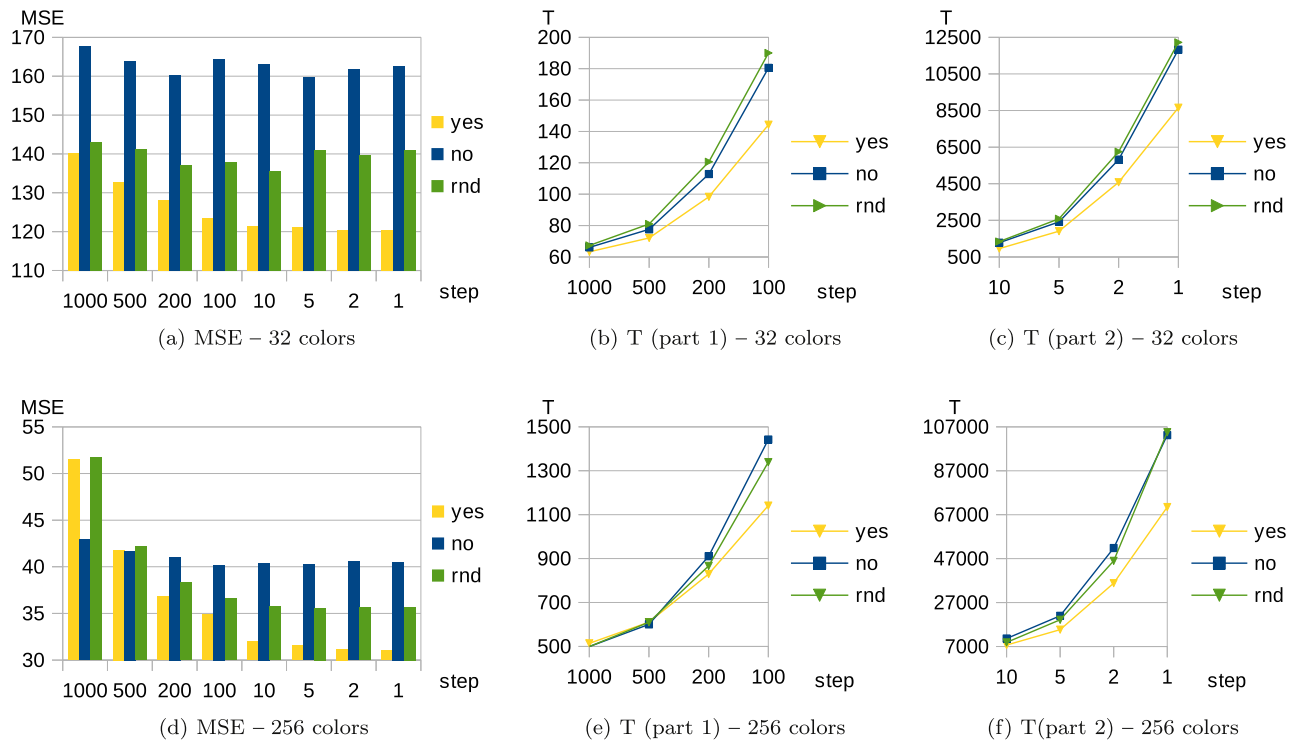 MSE
170
160
150
140
130
120
110
1000 500 200 100 10 5 2 1
step
yes
no
rnd
(a) MSE – 32 colors
T
200
180
160
140
120
100
80
60
1000 500 200 100
step
yes
no
rnd
(b) T (part 1) – 32 colors
T
12500
10500
8500
6500
4500
2500
500
10 5 2 1
step
yes
no
rnd
(c) T (part 2) – 32 colors
MSE
55
50
45
40
35
30
1000 500 200 100 10 5 2 1
step
yes
no
rnd
(d) MSE – 256 colors
T
1500
1300
1100
900
700
500
1000 500 200 100
step
yes
no
rnd
(e) T (part 1) – 256 colors
T
107000
87000
67000
47000
27000
7000
10 5 2 1
step
yes
no
rnd
(f) T(part 2) – 256 colors